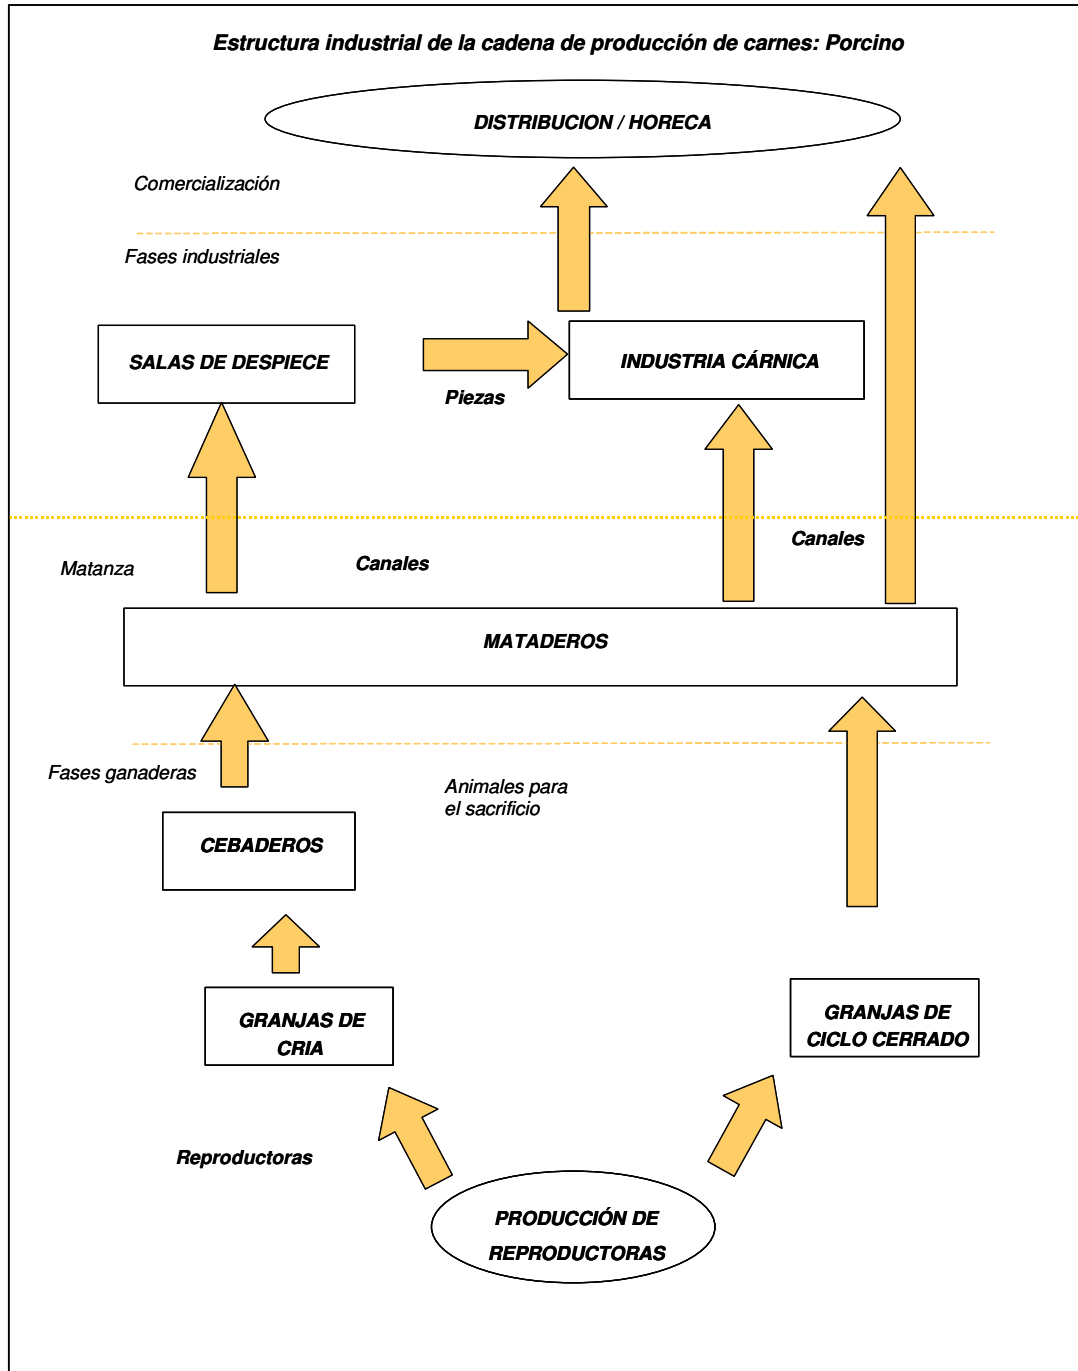 Estructura industrial de la cadena de producción de carnes: Porcino
DISTRIBUCION / HORECA
Comercialización
Fases industriales
SALAS DE DESPIECE
INDUSTRIA CÁRNICA
Piezas
Canales
Matanza
Canales
MATADEROS
Fases ganaderas
Animales para
el sacrificio
CEBADEROS
GRANJAS DE
CRIA
GRANJAS DE
CICLO CERRADO
Reproductoras
PRODUCCIÓN DE
REPRODUCTORAS